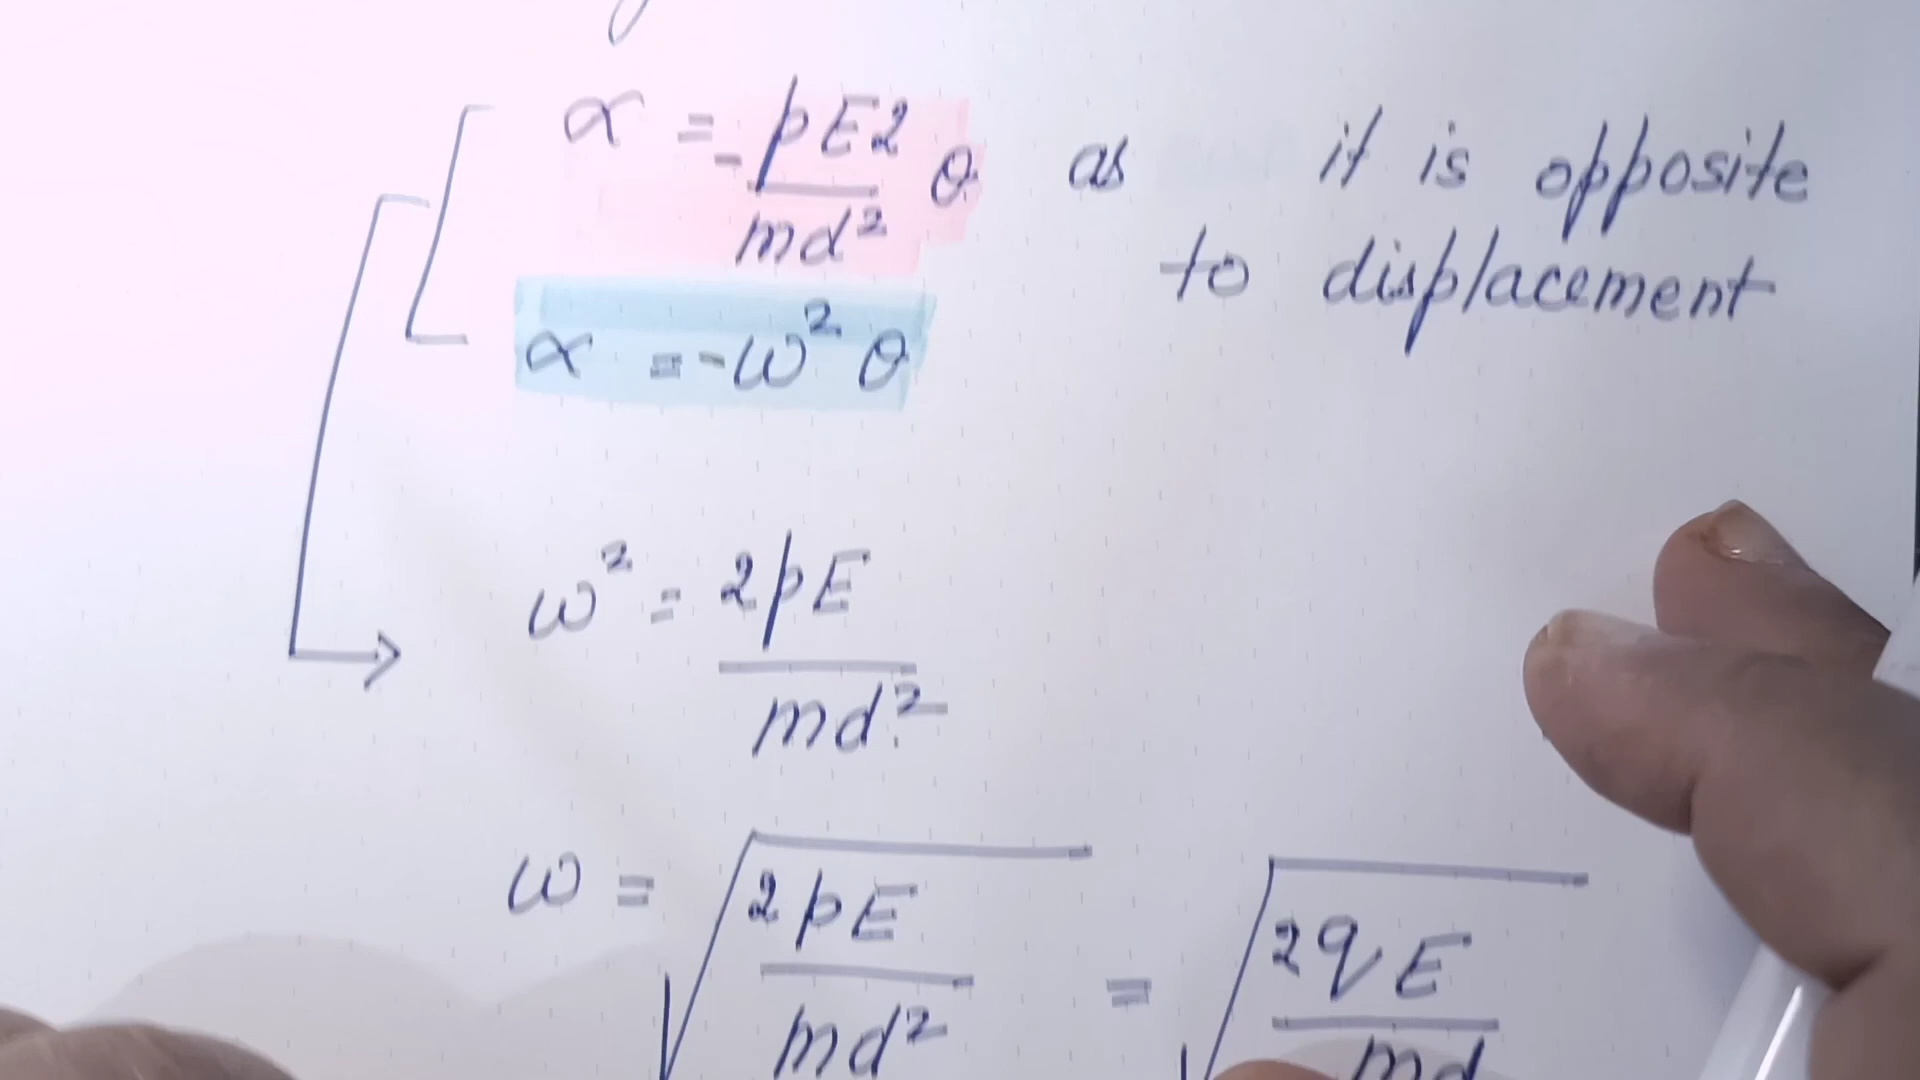 α = - pE2/md² θ as it is opposite
to displacement
α = -ω² θ
ω² = 2pE/md²
ω = √(2pE/md²) = √(2qE/md)